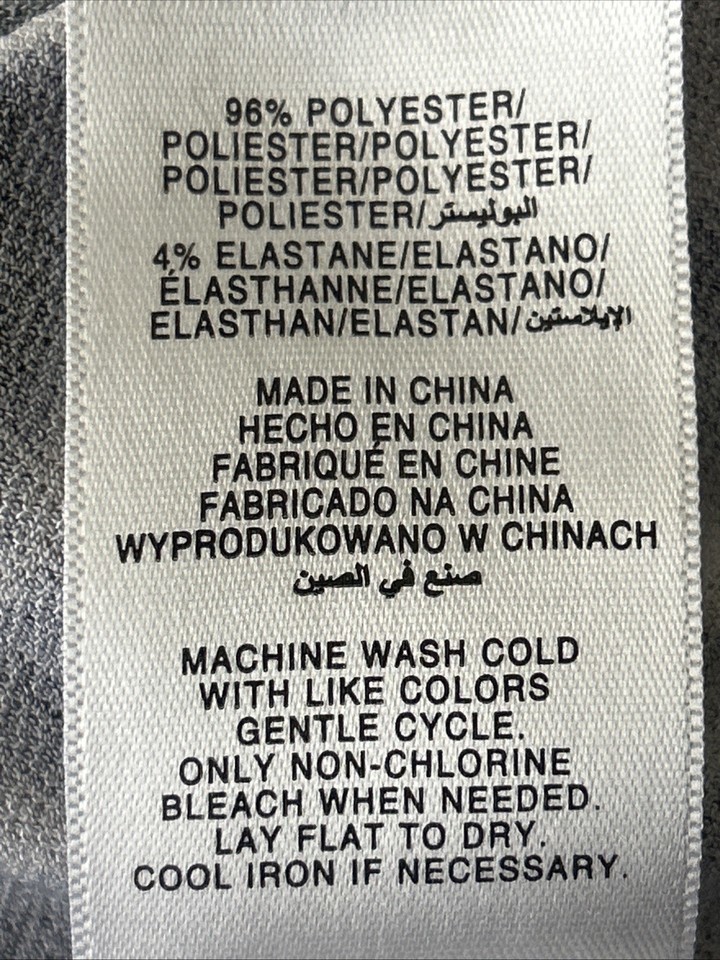 96% POLYESTER/
POLIESTER/POLYESTER/
POLIESTER/POLYESTER/
POLIESTER/البوليستر
4% ELASTANE/ELASTANO/
ÉLASTHANNE/ELASTANO/
ELASTHAN/ELASTAN/الإيلاستين
MADE IN CHINA
HECHO EN CHINA
FABRIQUÉ EN CHINE
FABRICADO NA CHINA
WYPRODUKOWANO W CHINACH
صنع في الصين
MACHINE WASH COLD
WITH LIKE COLORS
GENTLE CYCLE.
ONLY NON-CHLORINE
BLEACH WHEN NEEDED.
LAY FLAT TO DRY.
COOL IRON IF NECESSARY.